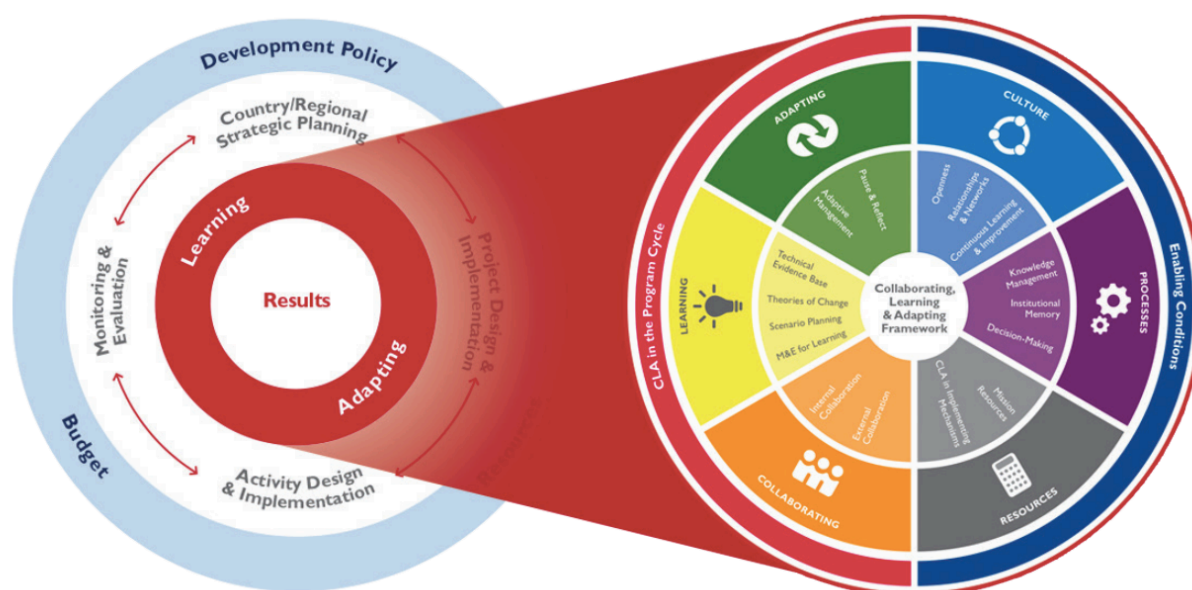 Development Policy
Country/Regional
Strategic Planning
Learning
Monitoring &
Evaluation
Results
Project Design &
Implementation
Adapting
Budget
Activity Design
& Implementation
Resources
CLA in the Program Cycle
ADAPTING
Adaptive
Management
Pause & Reflect
CULTURE
Openness
Relationships
& Networks
Continuous Learning
& Improvement
LEARNING
Technical
Evidence Base
Theories of Change
Scenario Planning
M&E for Learning
Collaborating,
Learning
& Adapting
Framework
PROCESSES
Knowledge
Management
Institutional
Memory
Decision-Making
Enabling Conditions
COLLABORATING
Internal
Collaboration
External
Collaboration
RESOURCES
CLA in Implementing
Mechanisms
Mission
Resources